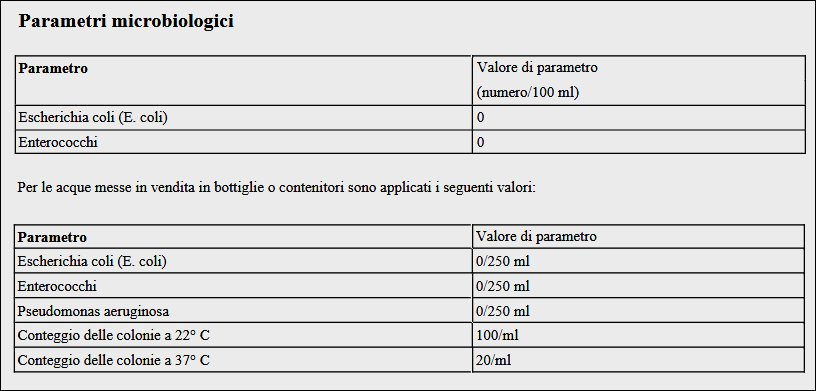 Parametri microbiologici
Parametro Valore di parametro
(numero/100 ml)
Escherichia coli (E. coli) 0
Enterococchi 0
Per le acque messe in vendita in bottiglie o contenitori sono applicati i seguenti valori:
Parametro Valore di parametro
Escherichia coli (E. coli) 0/250 ml
Enterococchi 0/250 ml
Pseudomonas aeruginosa 0/250 ml
Conteggio delle colonie a 22° C 100/ml
Conteggio delle colonie a 37° C 20/ml